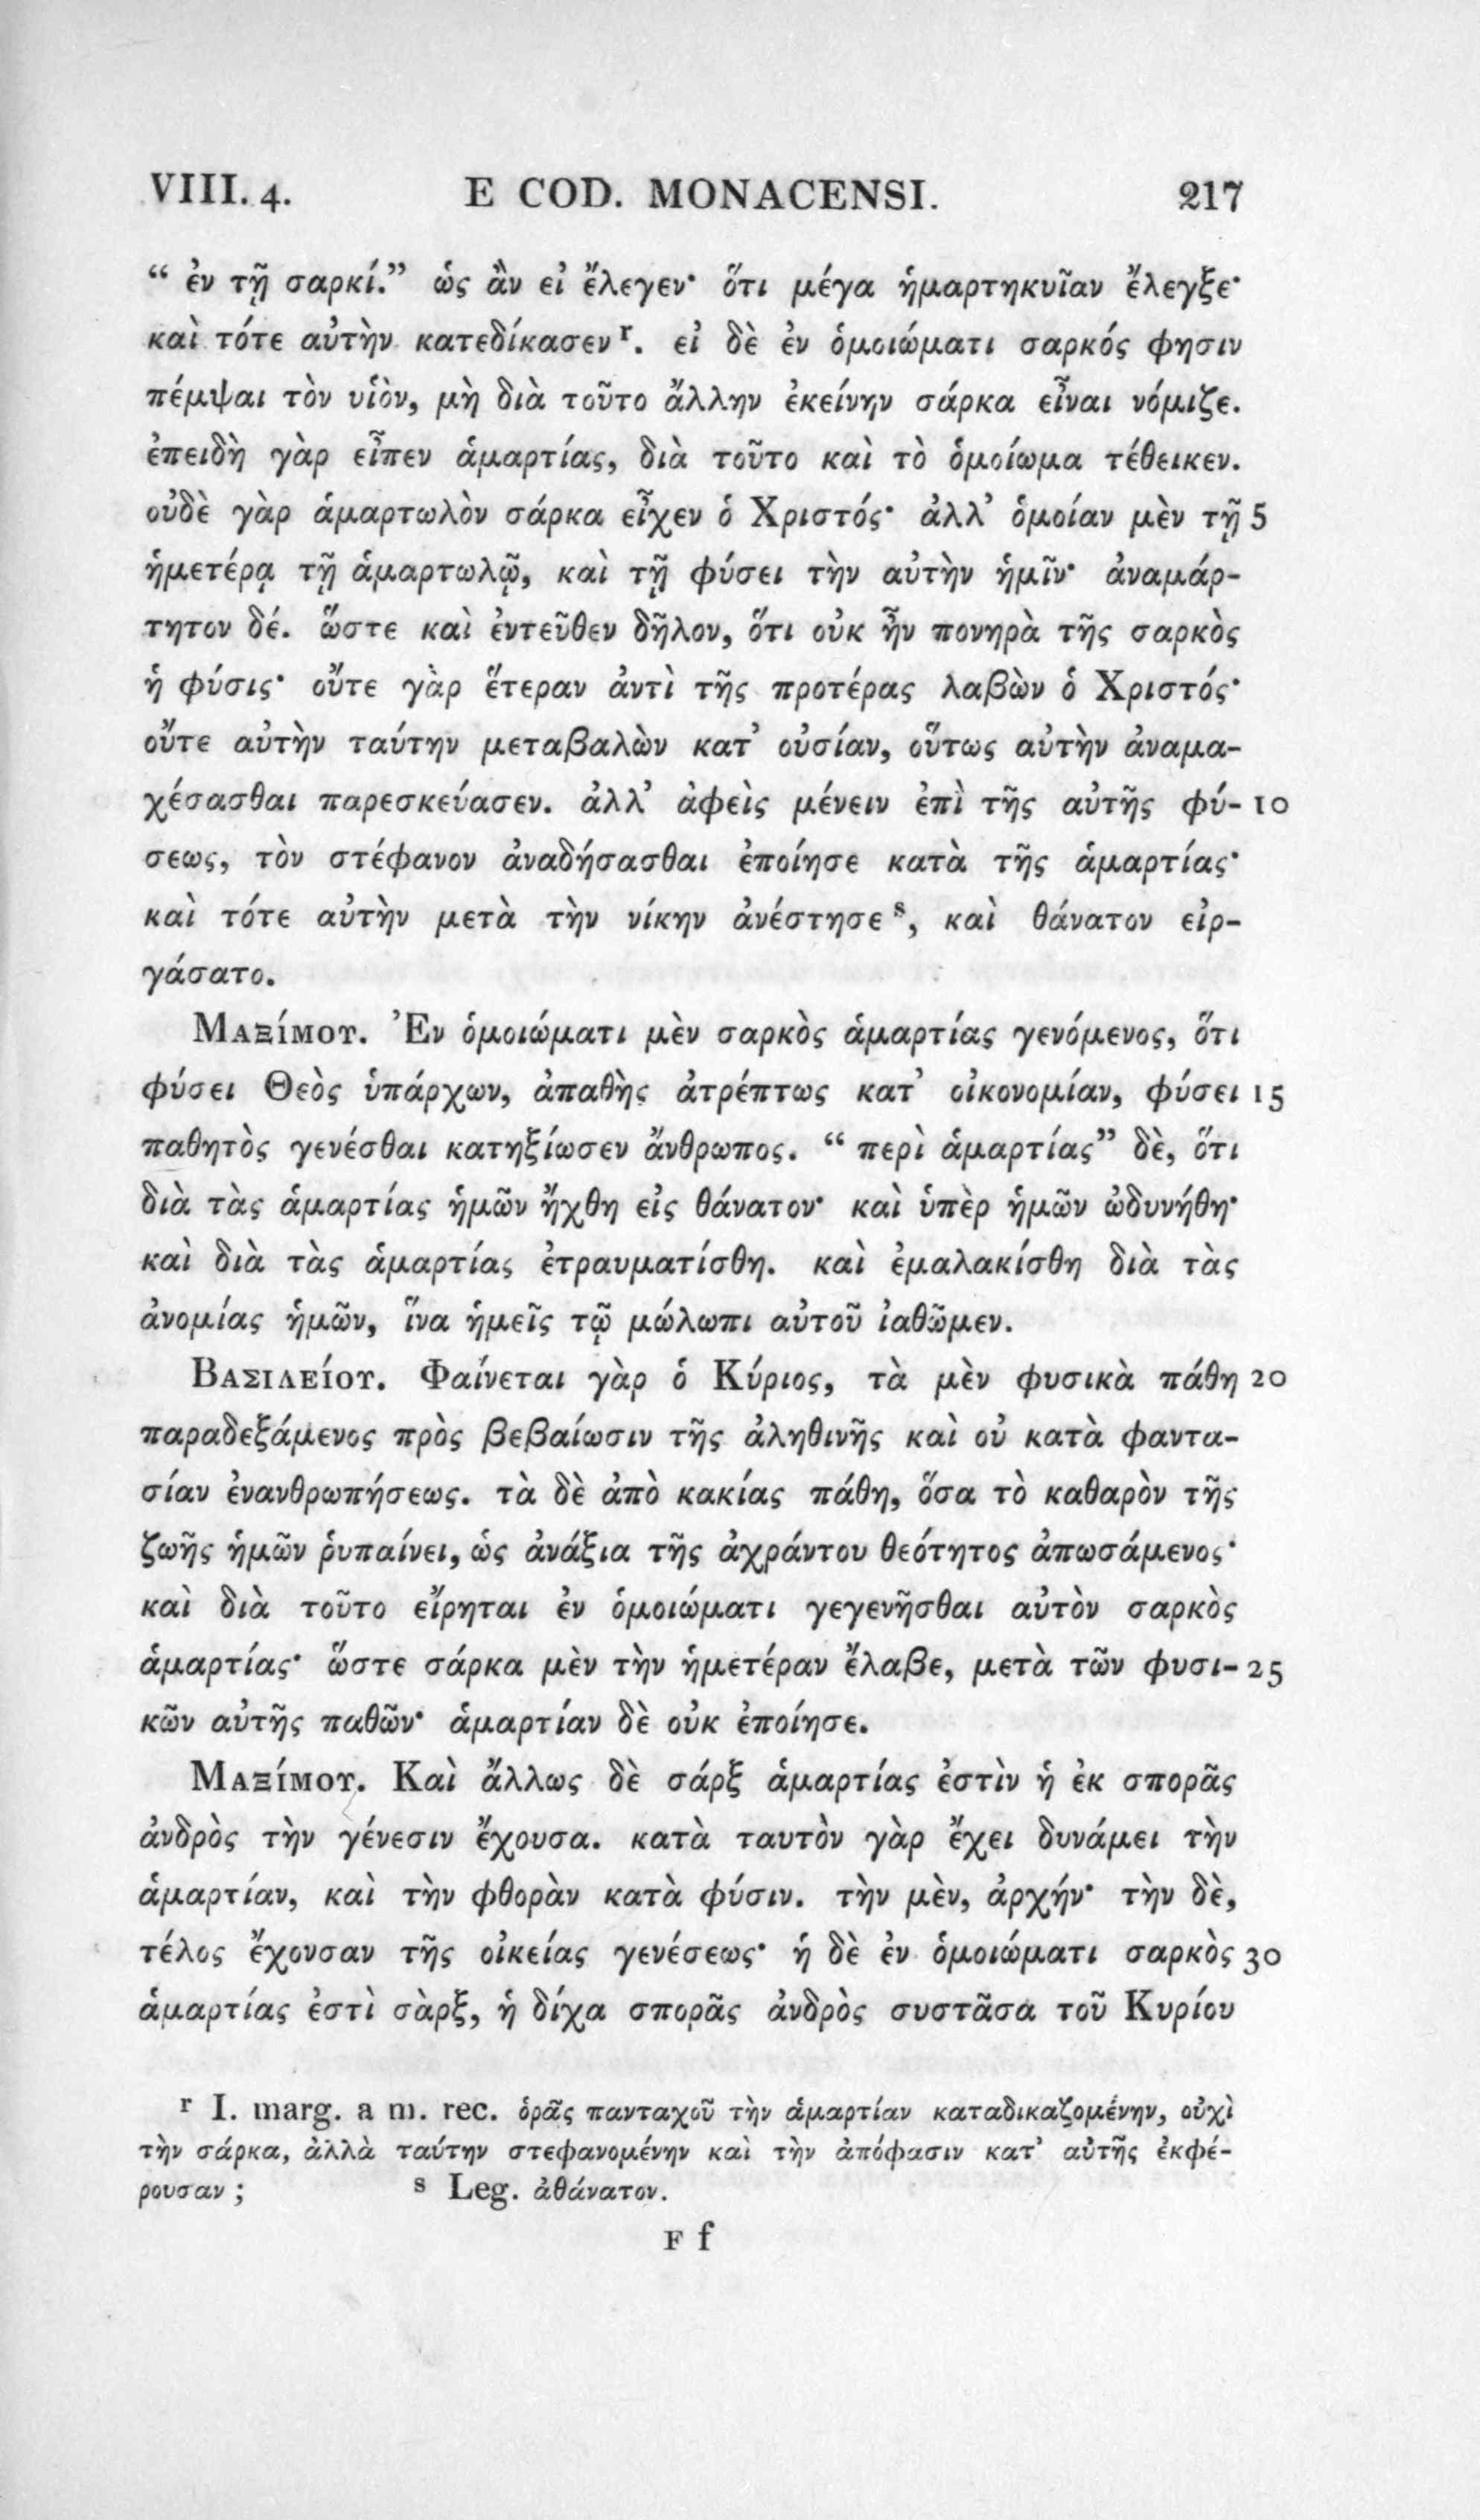 VIII. 4. E COD. MONACENSI. 217
“ ἐν τῇ σαρκί.” ὡς ἂν εἰ ἔλεγεν· ὅτι μέγα ἡμαρτηκυῖαν ἔλεγξε·
καὶ τότε αὐτὴν κατεδίκασεν r. εἰ δὲ ἐν ὁμοιώματι σαρκός φησιν
πέμψαι τὸν υἱὸν, μὴ διὰ τοῦτο ἄλλην ἐκείνην σάρκα εἶναι νόμιζε.
ἐπειδὴ γὰρ εἶπεν ἁμαρτίας, διὰ τοῦτο καὶ τὸ ὁμοίωμα τέθεικεν.
οὐδὲ γὰρ ἁμαρτωλὸν σάρκα εἶχεν ὁ Χριστός· ἀλλ’ ὁμοίαν μὲν τῇ 5
ἡμετέρᾳ τῇ ἁμαρτωλῷ, καὶ τῇ φύσει τὴν αὐτὴν ἡμῖν· ἀναμάρ-
τητον δέ. ὥστε καὶ ἐντεῦθεν δῆλον, ὅτι οὐκ ἦν πονηρὰ τῆς σαρκὸς
ἡ φύσις· οὔτε γὰρ ἕτεραν ἀντὶ τῆς προτέρας λαβὼν ὁ Χριστός·
οὔτε αὐτὴν ταύτην μεταβαλὼν κατ’ οὐσίαν, οὕτως αὐτὴν ἀναμα-
χέσασθαι παρεσκεύασεν. ἀλλ’ ἀφεὶς μένειν ἐπὶ τῆς αὐτῆς φύ- 10
σεως, τὸν στέφανον ἀναδήσασθαι ἐποίησε κατὰ τῆς ἁμαρτίας·
καὶ τότε αὐτὴν μετὰ τὴν νίκην ἀνέστησε s, καὶ θάνατον εἰρ-
γάσατο.
Μαξίμου. Ἐν ὁμοιώματι μὲν σαρκὸς ἁμαρτίας γενόμενος, ὅτι
φύσει Θεὸς ὑπάρχων, ἀπαθὴς ἀτρέπτως κατ’ οἰκονομίαν, φύσει 15
παθητὸς γενέσθαι κατηξίωσεν ἄνθρωπος. “ περὶ ἁμαρτίας” δὲ, ὅτι
διὰ τὰς ἁμαρτίας ἡμῶν ἤχθη εἰς θάνατον· καὶ ὑπὲρ ἡμῶν ὠδυνήθη·
καὶ διὰ τὰς ἁμαρτίας ἐτραυματίσθη. καὶ ἐμαλακίσθη διὰ τὰς
ἀνομίας ἡμῶν, ἵνα ἡμεῖς τῷ μώλωπι αὐτοῦ ἰαθῶμεν.
Βασιλείου. Φαίνεται γὰρ ὁ Κύριος, τὰ μὲν φυσικὰ πάθη 20
παραδεξάμενος πρὸς βεβαίωσιν τῆς ἀληθινῆς καὶ οὐ κατὰ φαντα-
σίαν ἐνανθρωπήσεως. τὰ δὲ ἀπὸ κακίας πάθη, ὅσα τὸ καθαρὸν τῆς
ζωῆς ἡμῶν ῥυπαίνει, ὡς ἀνάξια τῆς ἀχράντου θεότητος ἀπωσάμενος·
καὶ διὰ τοῦτο εἴρηται ἐν ὁμοιώματι γεγενῆσθαι αὐτὸν σαρκὸς
ἁμαρτίας· ὥστε σάρκα μὲν τὴν ἡμετέραν ἔλαβε, μετὰ τῶν φυσι- 25
κῶν αὐτῆς παθῶν· ἁμαρτίαν δὲ οὐκ ἐποίησε.
Μαξίμου. Καὶ ἄλλως δὲ σάρξ ἁμαρτίας ἐστὶν ἡ ἐκ σπορᾶς
ἀνδρὸς τὴν γένεσιν ἔχουσα. κατὰ ταυτὸν γὰρ ἔχει δυνάμει τὴν
ἁμαρτίαν, καὶ τὴν φθορὰν κατὰ φύσιν. τὴν μὲν, ἀρχήν· τὴν δὲ,
τέλος ἔχουσαν τῆς οἰκείας γενέσεως· ἡ δὲ ἐν ὁμοιώματι σαρκὸς 30
ἁμαρτίας ἐστὶ σὰρξ, ἡ δίχα σπορᾶς ἀνδρὸς συστᾶσα τοῦ Κυρίου
r I. marg. a m. rec. ὁρᾷς πανταχοῦ τὴν ἁμαρτίαν καταδικαζομένην, οὐχὶ
τὴν σάρκα, ἀλλὰ ταύτην στεφανομένην καὶ τὴν ἀπόφασιν κατ’ αὐτῆς ἐκφέ-
ρουσαν ; s Leg. ἀθάνατον.
F f